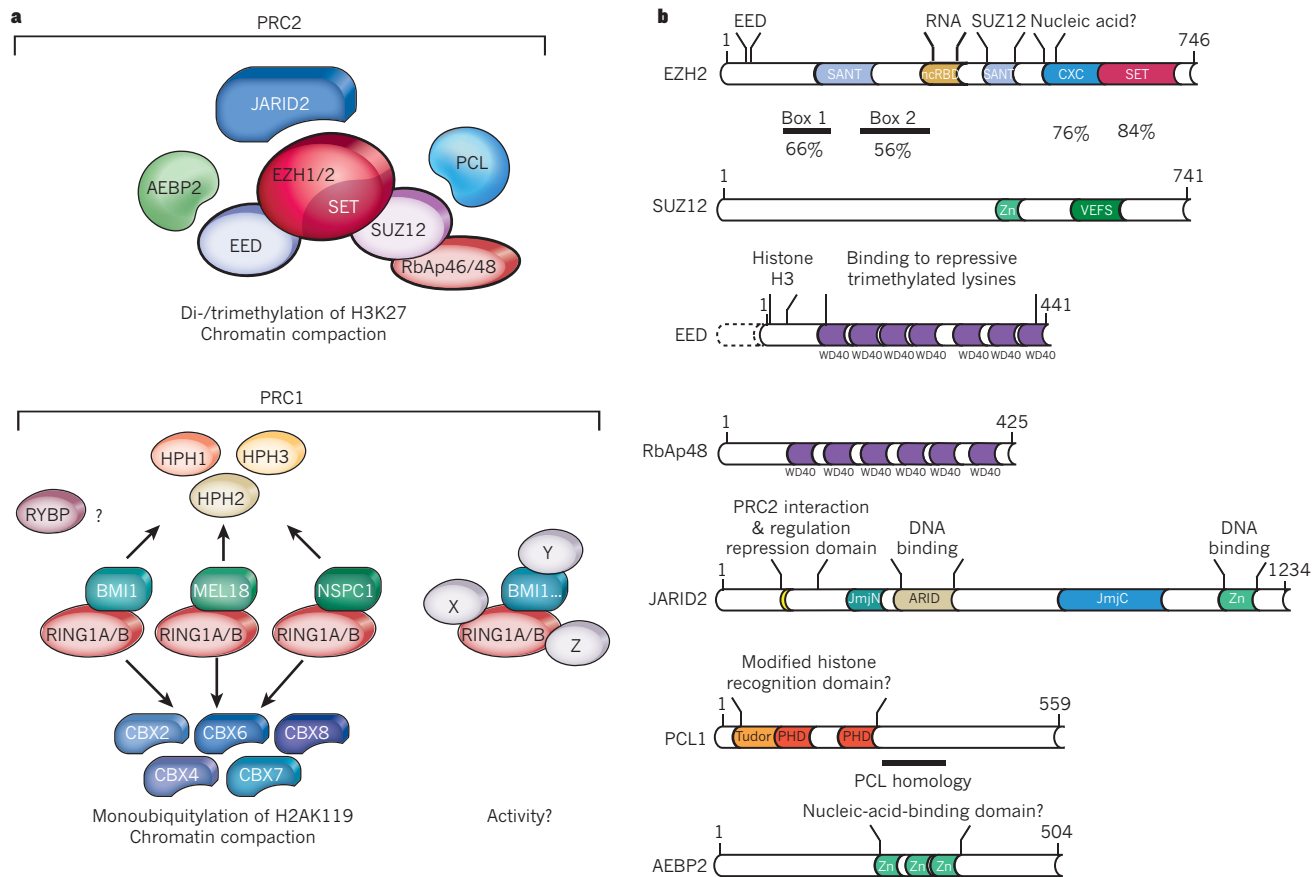 a
PRC2
JARID2
PCL
AEBP2
EZH1/2
SET
SUZ12
EED
RbAp46/48
Di-/trimethylation of H3K27
Chromatin compaction
PRC1
HPH1
HPH3
HPH2
RYBP
?
BMI1
MEL18
NSPC1
RING1A/B
RING1A/B
RING1A/B
Y
BMI1...
X
RING1A/B
Z
CBX2
CBX6
CBX8
CBX4
CBX7
Monoubiquitylation of H2AK119
Chromatin compaction
Activity?
b
EED
RNA
SUZ12
Nucleic acid?
1
746
EZH2
SANT
ncRBD
SANT
CXC
SET
Box 1
Box 2
66%
56%
76%
84%
1
741
SUZ12
Zn
VEFS
Histone
H3
Binding to repressive
trimethylated lysines
1
441
EED
WD40
WD40
WD40
WD40
WD40
WD40
WD40
1
425
RbAp48
WD40
WD40
WD40
WD40
WD40
WD40
PRC2 interaction
& regulation
repression domain
DNA
binding
DNA
binding
1
1234
JARID2
JmjN
ARID
JmjC
Zn
Modified histone
recognition domain?
1
559
PCL1
Tudor
PHD
PHD
PCL homology
Nucleic-acid-binding domain?
1
504
AEBP2
Zn
Zn
Zn